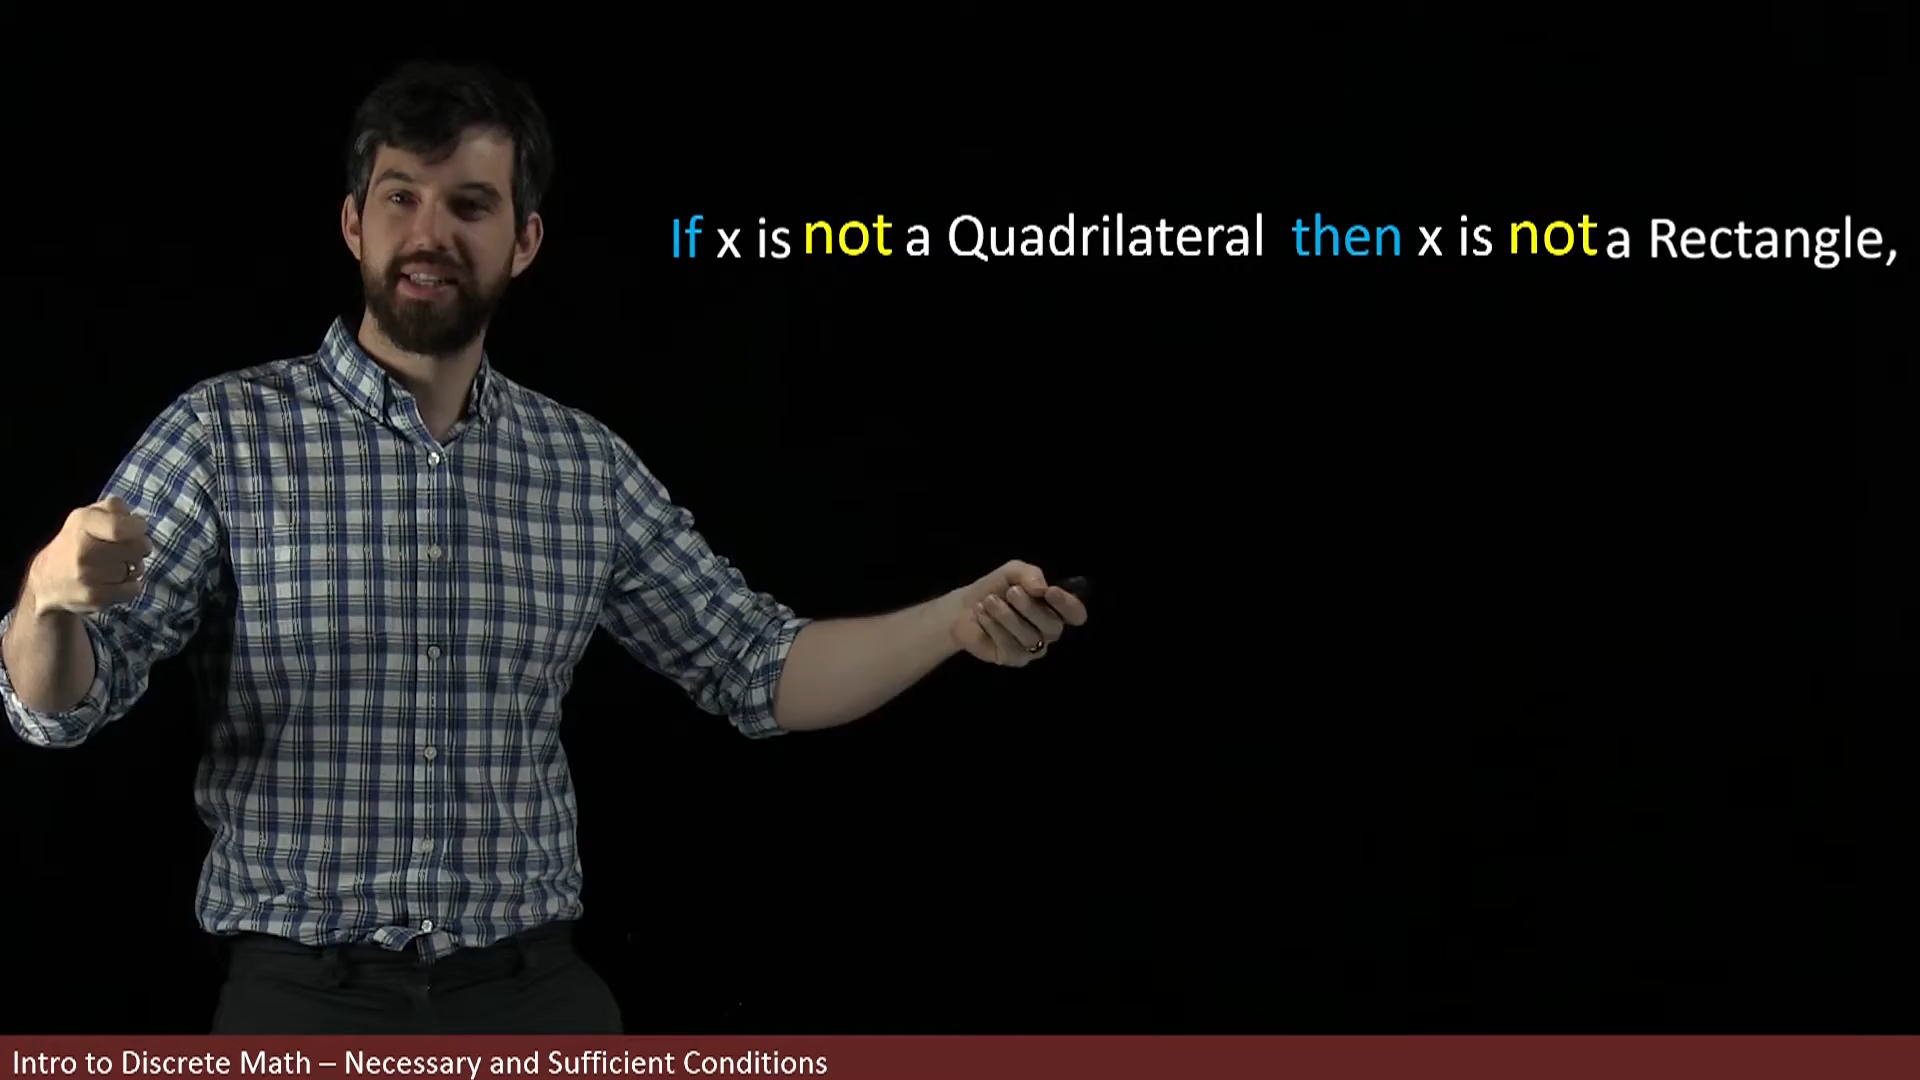 If x is not a Quadrilateral then x is not a Rectangle,
Intro to Discrete Math – Necessary and Sufficient Conditions